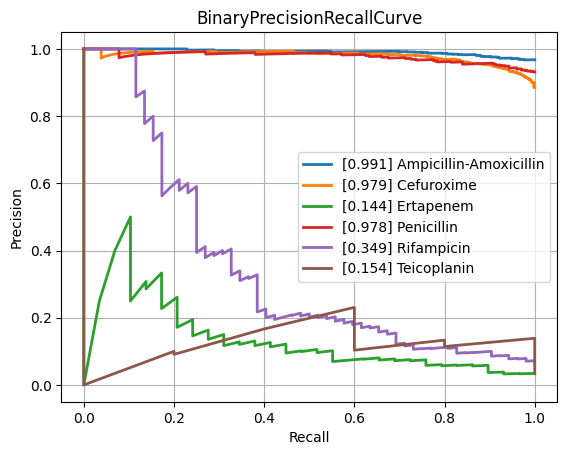 BinaryPrecisionRecallCurve
Precision
1.0
0.8
0.6
0.4
0.2
0.0
[0.991] Ampicillin-Amoxicillin
[0.979] Cefuroxime
[0.144] Ertapenem
[0.978] Penicillin
[0.349] Rifampicin
[0.154] Teicoplanin
0.0 0.2 0.4 0.6 0.8 1.0
Recall